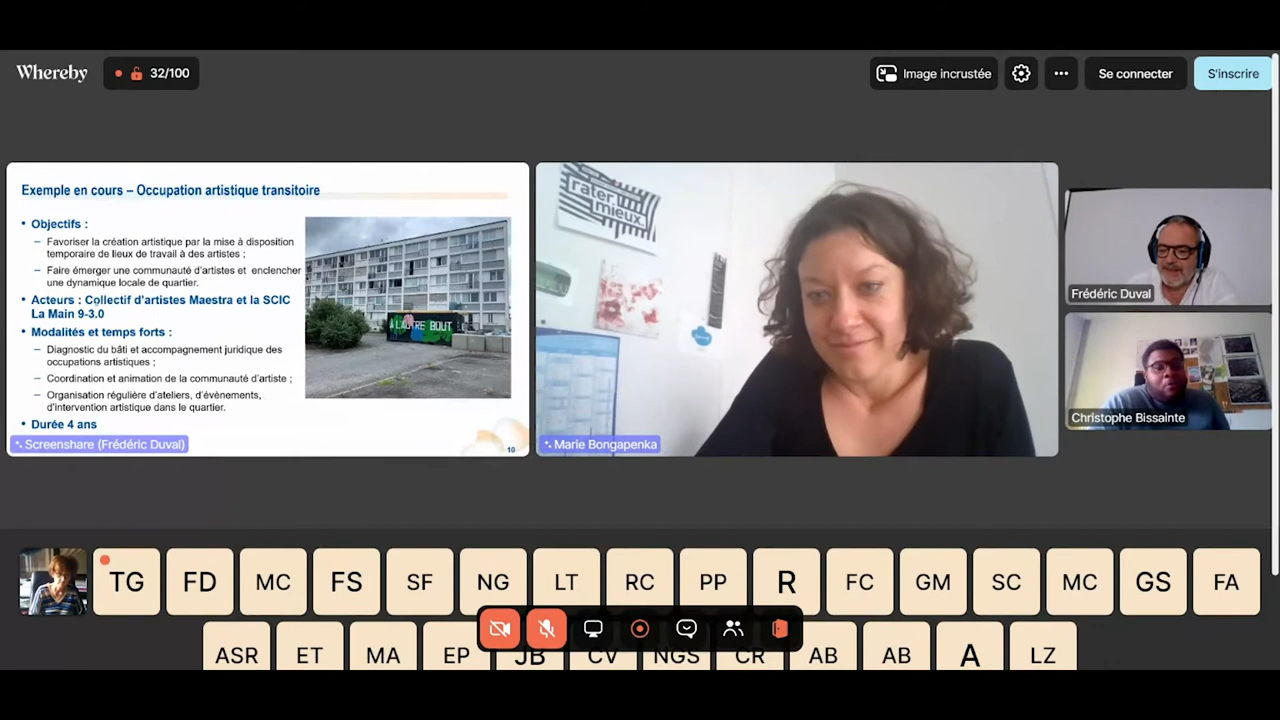 Whereby
32/100
Image incrustée
Se connecter
S'inscrire
Exemple en cours – Occupation artistique transitoire
• Objectifs :
– Favoriser la création artistique par la mise à disposition
temporaire de lieux de travail à des artistes ;
– Faire émerger une communauté d'artistes et enclencher
une dynamique locale de quartier.
• Acteurs : Collectif d'artistes Maestra et la SCIC
La Main 9-3.0
• Modalités et temps forts :
– Diagnostic du bâti et accompagnement juridique des
occupations artistiques ;
– Coordination et animation de la communauté d'artiste ;
– Organisation régulière d'ateliers, d'évènements,
d'intervention artistique dans le quartier.
• Durée 4 ans
À L'AUTRE BOUT
10
Screenshare (Frédéric Duval)
rater
mieux
Marie Bongapenka
Frédéric Duval
Christophe Bissainte
TG
FD
MC
FS
SF
NG
LT
RC
PP
R
FC
GM
SC
MC
GS
FA
ASR
ET
MA
EP
JB
CV
NGS
CR
AB
AB
A
LZ